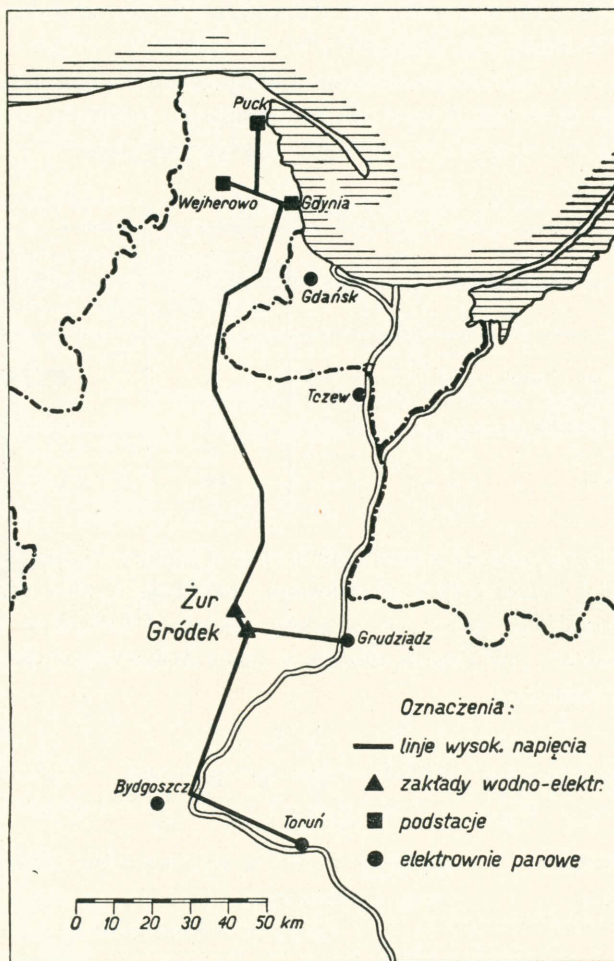 Puck
Wejherowo
Gdynia
Gdańsk
Tczew
Żur
Gródek
Grudziądz
Bydgoszcz
Toruń
Oznaczenia:
linje wysok. napięcia
zakłady wodno-elektr.
podstacje
elektrownie parowe
0 10 20 30 40 50 km